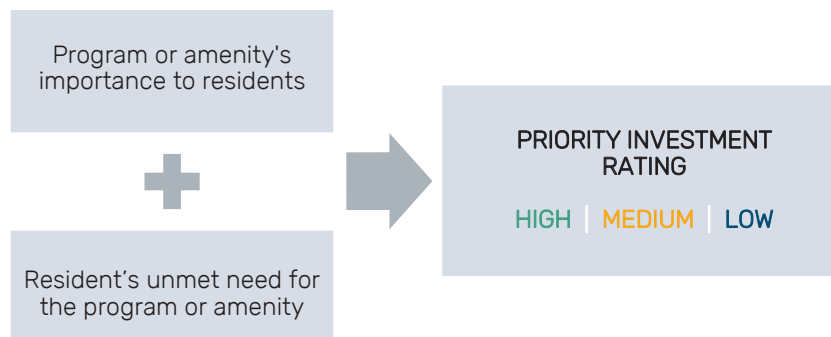 Program or amenity's
importance to residents
Resident’s unmet need for
the program or amenity
PRIORITY INVESTMENT
RATING
HIGH | MEDIUM | LOW